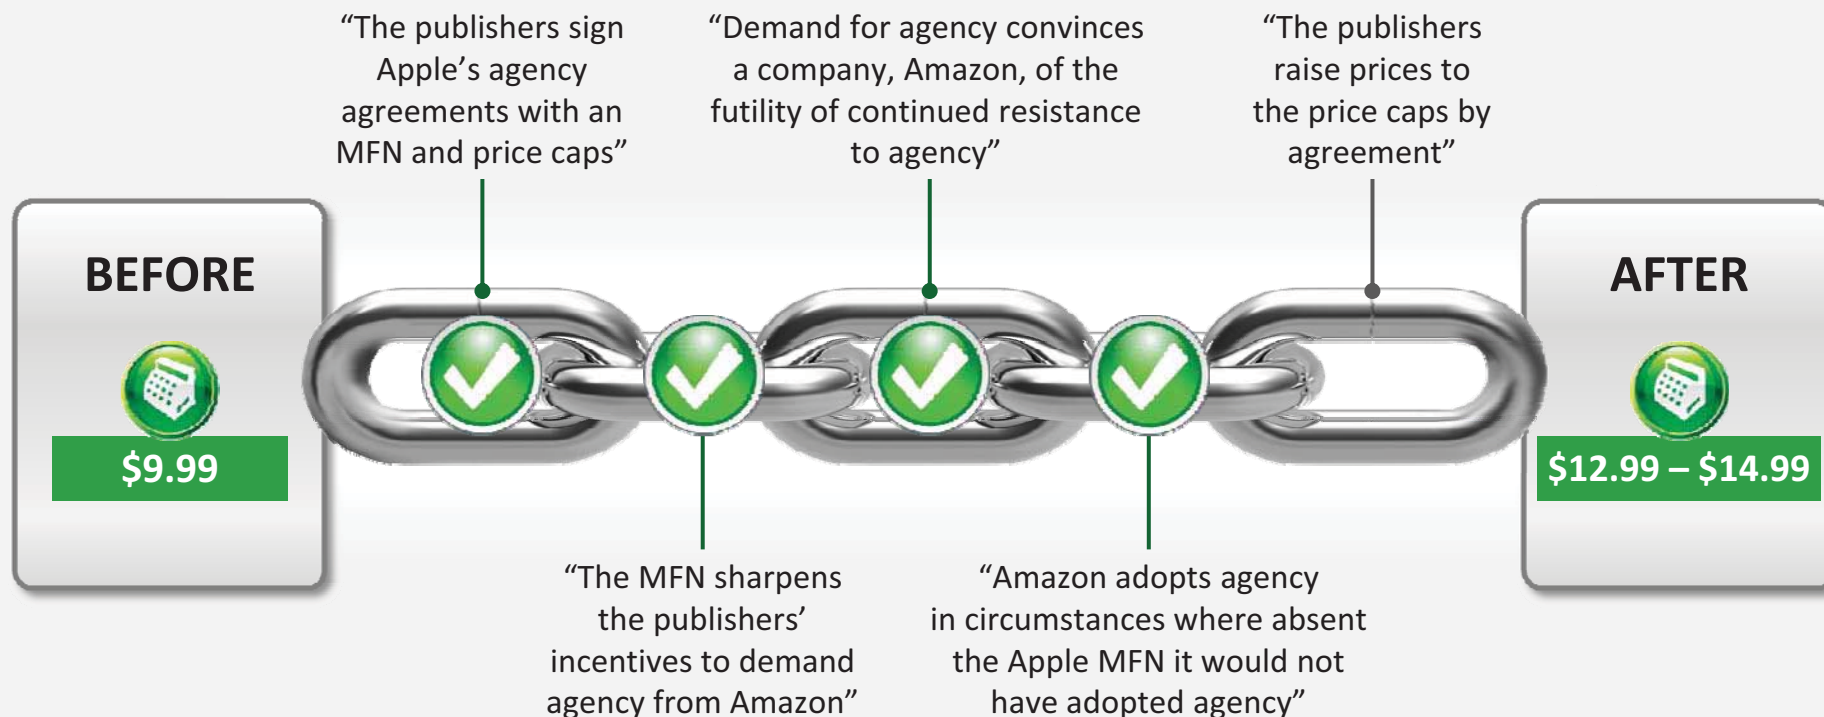 “The publishers sign
Apple’s agency
agreements with an
MFN and price caps”
“Demand for agency convinces
a company, Amazon, of the
futility of continued resistance
to agency”
“The publishers
raise prices to
the price caps by
agreement”
BEFORE
$9.99
AFTER
$12.99 – $14.99
“The MFN sharpens
the publishers’
incentives to demand
agency from Amazon”
“Amazon adopts agency
in circumstances where absent
the Apple MFN it would not
have adopted agency”